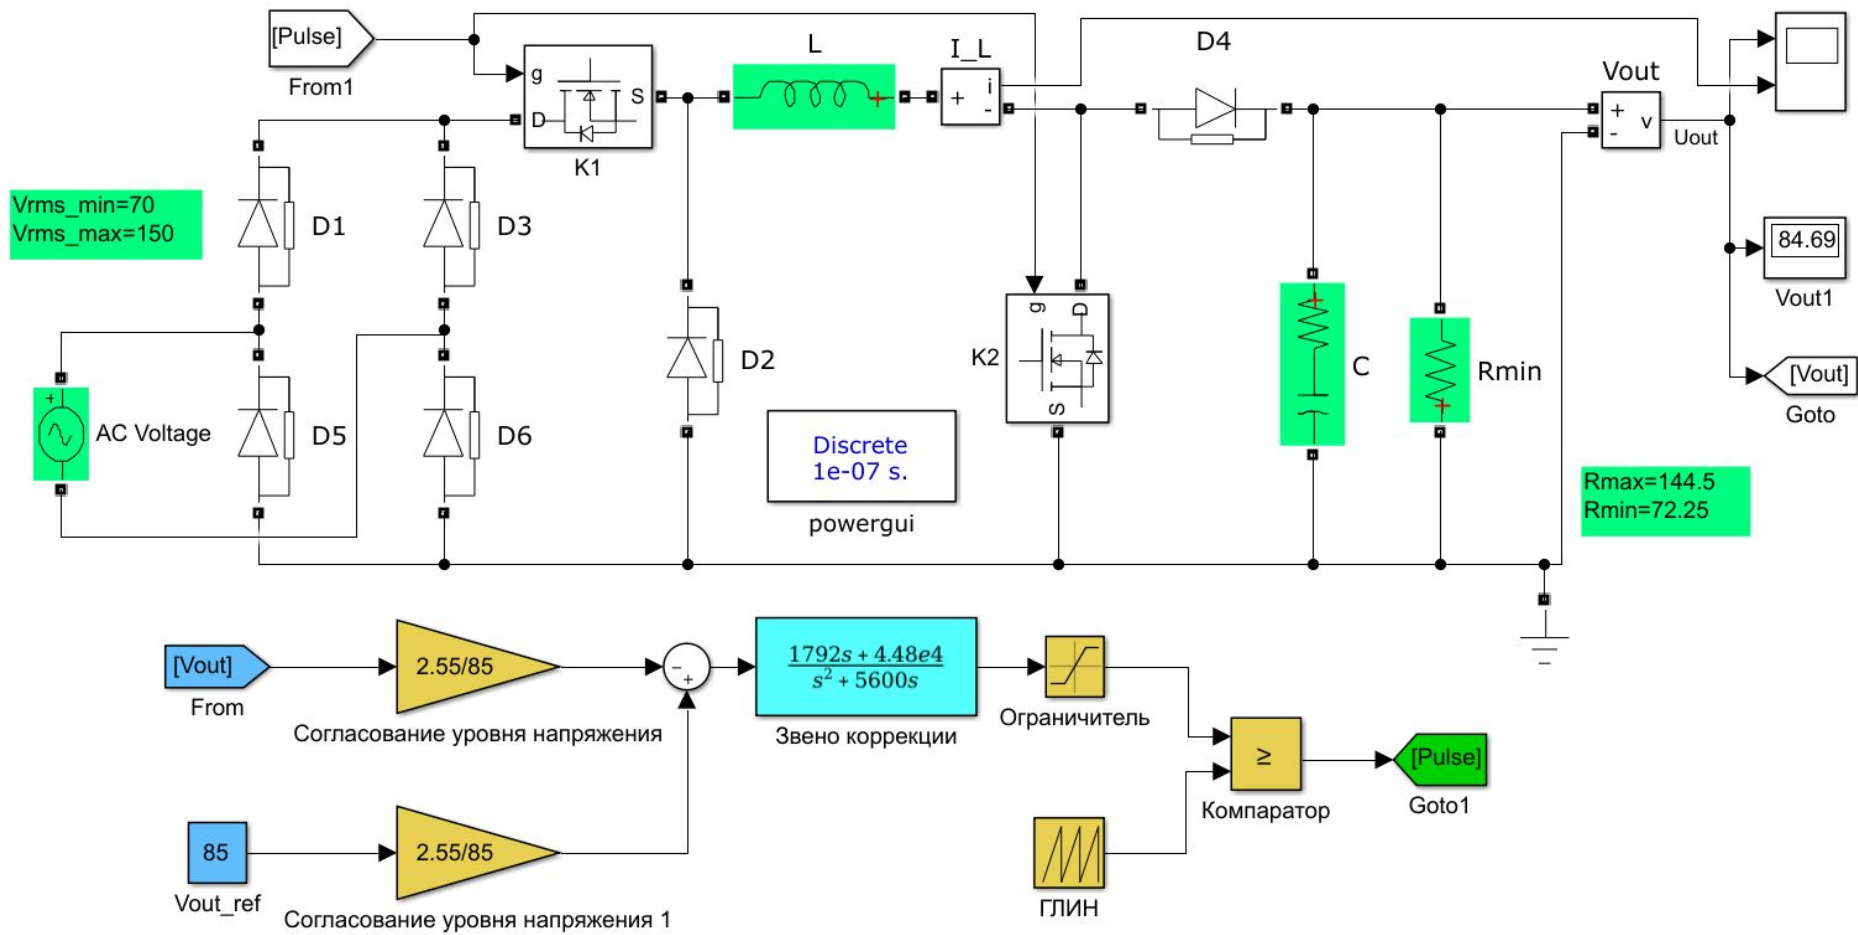 [Pulse]
From1
g
D
S
K1
L
I_L
+
i
-
D4
Vout
+
-
v
Uout
Vrms_min=70
Vrms_max=150
D1
D3
84.69
Vout1
g
D
K2
S
D2
C
Rmin
[Vout]
Goto
+
AC Voltage
D5
D6
Discrete
1e-07 s.
powergui
Rmax=144.5
Rmin=72.25
[Vout]
From
2.55/85
Согласование уровня напряжения
-
+
1792s + 4.48e4
s² + 5600s
Звено коррекции
Ограничитель
≥
Компаратор
[Pulse]
Goto1
85
Vout_ref
2.55/85
Согласование уровня напряжения 1
ГЛИН